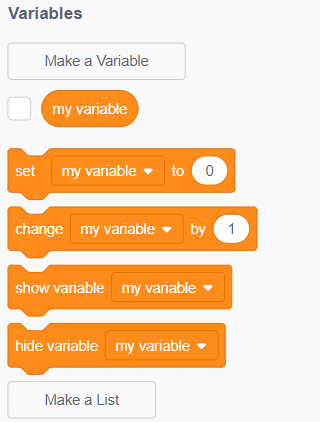 Variables
Make a Variable
my variable
set my variable to 0
change my variable by 1
show variable my variable
hide variable my variable
Make a List